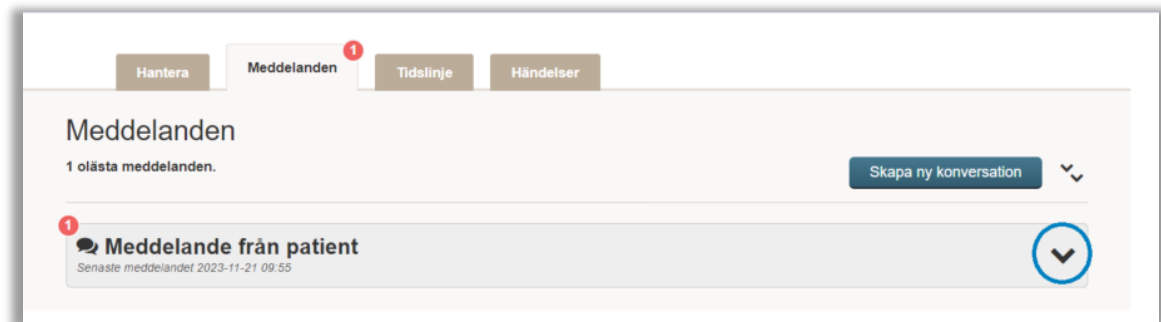 1
Hantera Meddelanden Tidslinje Händelser
Meddelanden
1 olästa meddelanden.
Skapa ny konversation
1
Meddelande från patient
Senaste meddelandet 2023-11-21 09:55